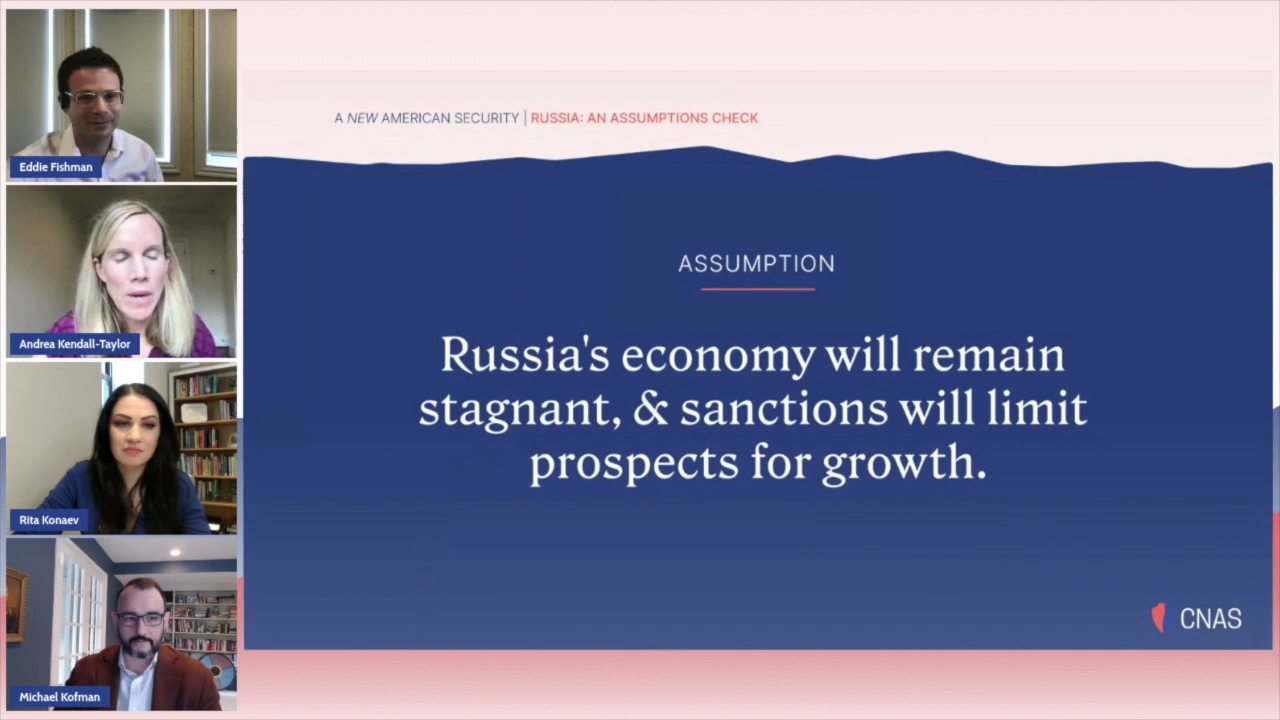 Eddie Fishman
Andrea Kendall-Taylor
Rita Konaev
Michael Kofman
A NEW AMERICAN SECURITY | RUSSIA: AN ASSUMPTIONS CHECK
ASSUMPTION
Russia's economy will remain
stagnant, & sanctions will limit
prospects for growth.
CNAS